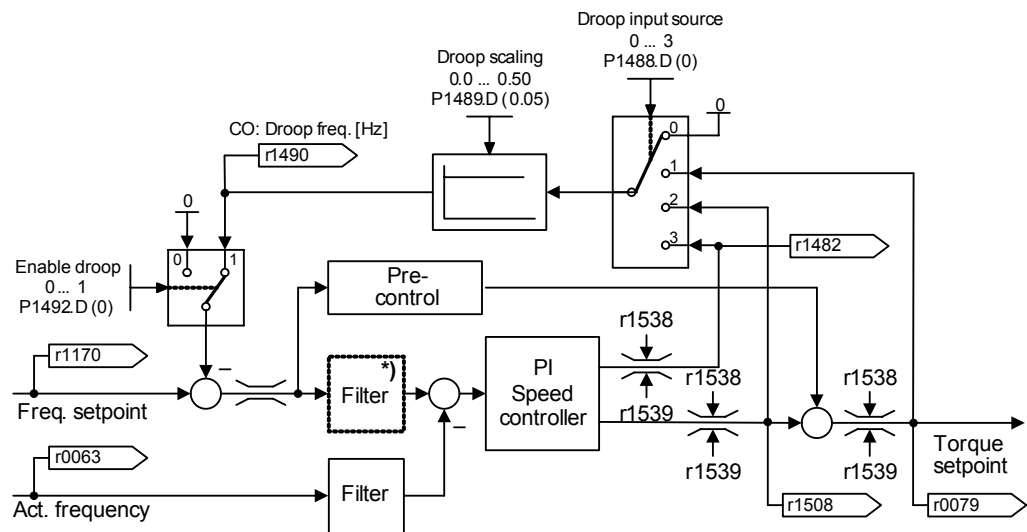 Droop input source
0 ... 3
P1488.D (0)
Droop scaling
0.0 ... 0.50
P1489.D (0.05)
0
0
CO: Droop freq. [Hz]
r1490
1
2
3
r1482
0
0
1
Enable droop
0 ... 1
P1492.D (0)
Pre-
control
r1170
–
Freq. setpoint
*)
Filter
–
PI
Speed
controller
r1538
r1539
r1538
r1539
r1538
r1539
Torque
setpoint
r0063
Act. frequency
Filter
r1508
r0079